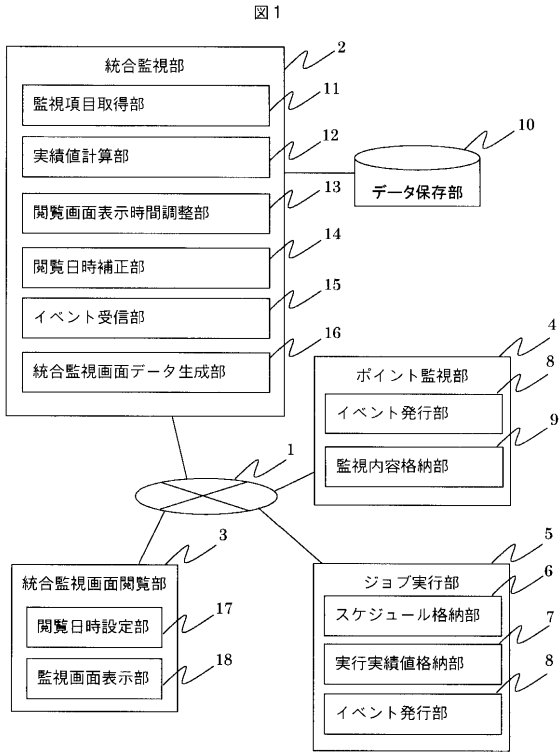 図１
2
統合監視部
監視項目取得部
11
実績値計算部
12
閲覧画面表示時間調整部
13
閲覧日時補正部
14
イベント受信部
15
統合監視画面データ生成部
16
10
データ保存部
4
ポイント監視部
8
イベント発行部
9
監視内容格納部
1
3
統合監視画面閲覧部
閲覧日時設定部
17
監視画面表示部
18
5
ジョブ実行部
6
スケジュール格納部
7
実行実績値格納部
8
イベント発行部